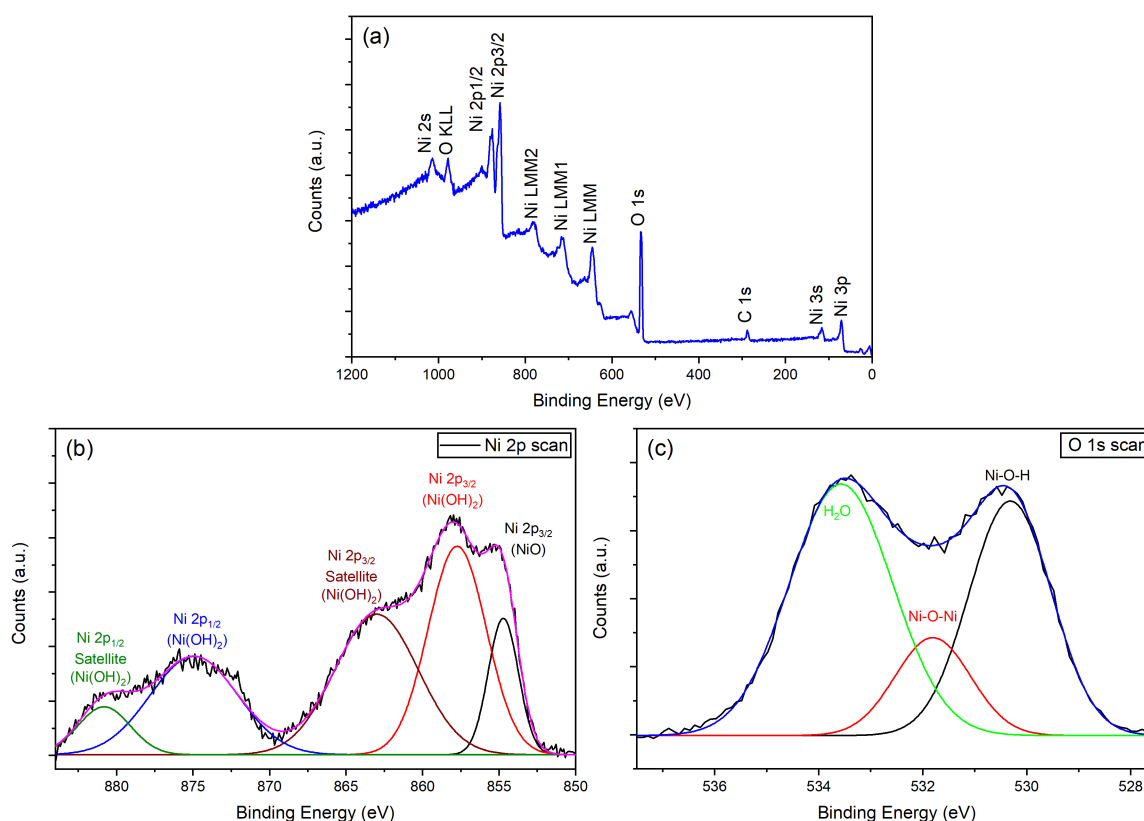 (a)
Counts (a.u.)
Ni 2s
O KLL
Ni 2p1/2
Ni 2p3/2
Ni LMM2
Ni LMM1
Ni LMM
O 1s
C 1s
Ni 3s
Ni 3p
1200 1000 800 600 400 200 0
Binding Energy (eV)
(b)
Ni 2p scan
Counts (a.u.)
Ni 2p1/2
Satellite
(Ni(OH)2)
Ni 2p1/2
(Ni(OH)2)
Ni 2p3/2
Satellite
(Ni(OH)2)
Ni 2p3/2
(Ni(OH)2)
Ni 2p3/2
(NiO)
880 875 870 865 860 855 850
Binding Energy (eV)
(c)
O 1s scan
Counts (a.u.)
H2O
Ni-O-Ni
Ni-O-H
536 534 532 530 528
Binding Energy (eV)